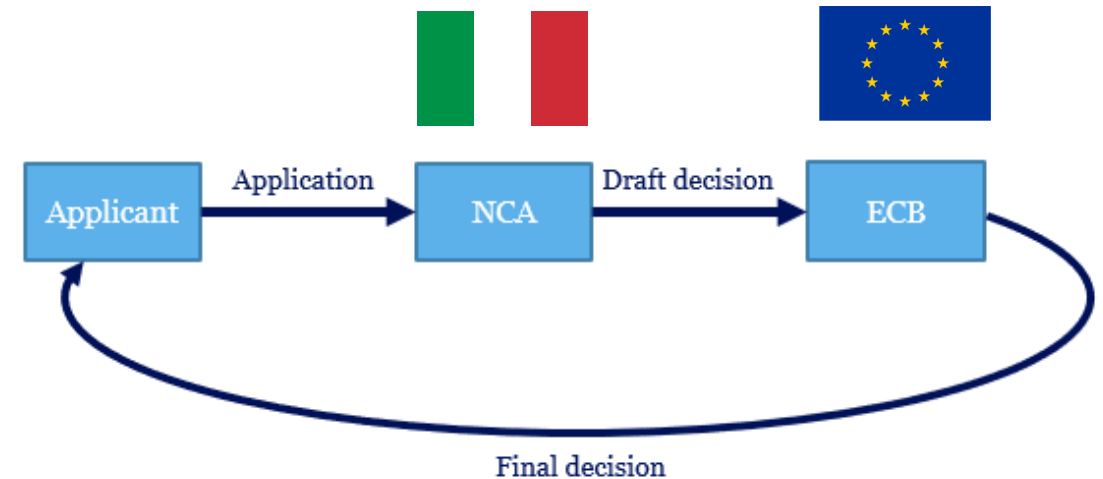 Application
Draft decision
Applicant
NCA
ECB
Final decision